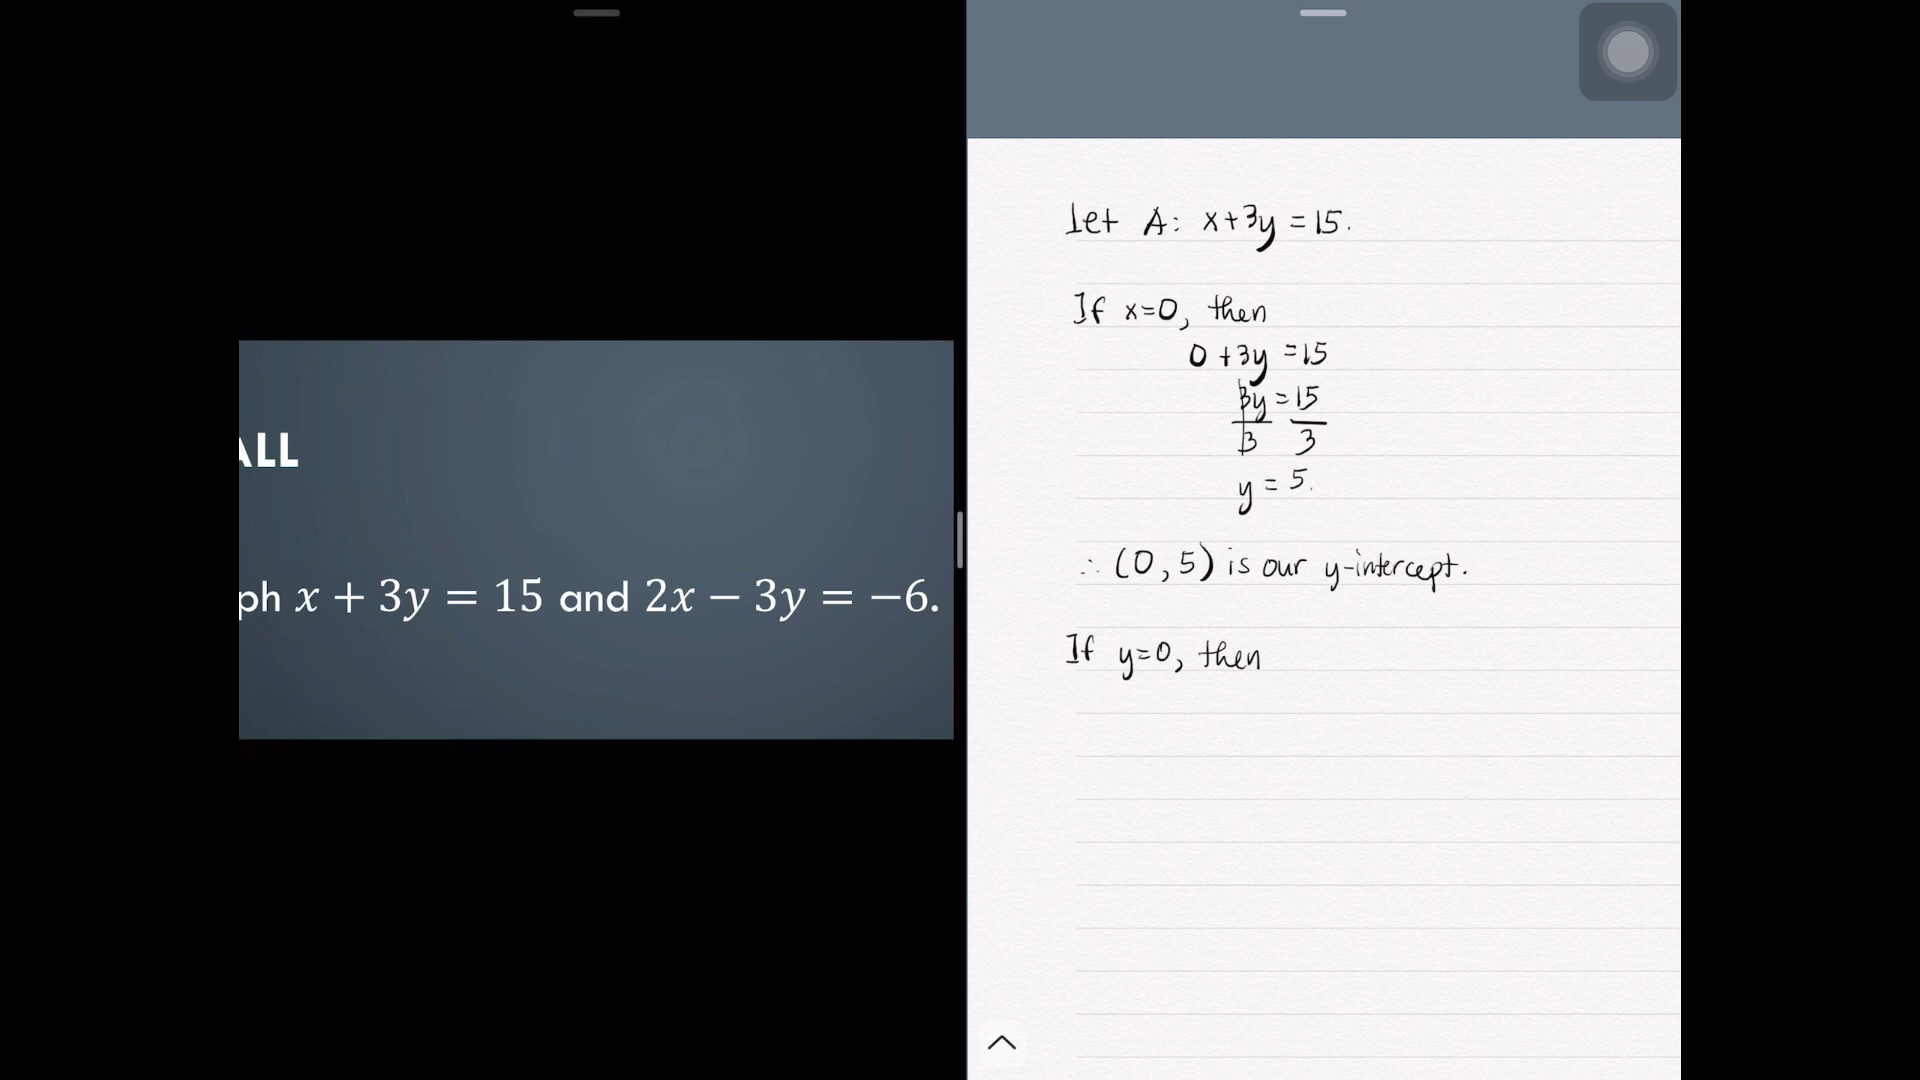 ALL
ph x + 3y = 15 and 2x − 3y = −6.
Let A: x+3y = 15.
If x=0, then
0 + 3y = 15
3y = 15
3 3
y = 5.
∴ (0, 5) is our y-intercept.
If y=0, then